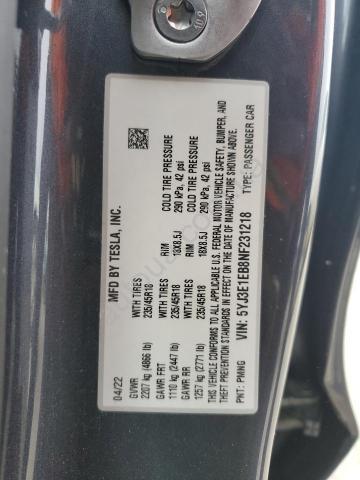 MFD BY TESLA, INC.
04/22
GVWR
2207 kg (4866 lb)
WITH TIRES
235/45R18
RIM
18X8.5J
COLD TIRE PRESSURE
290 kPa, 42 psi
GAWR FRT
1110 kg (2447 lb)
WITH TIRES
235/45R18
RIM
18X8.5J
COLD TIRE PRESSURE
290 kPa, 42 psi
GAWR RR
1257 kg (2771 lb)
WITH TIRES
235/45R18
RIM
18X8.5J
COLD TIRE PRESSURE
290 kPa, 42 psi
THIS VEHICLE CONFORMS TO ALL APPLICABLE U.S. FEDERAL MOTOR VEHICLE SAFETY, BUMPER, AND
THEFT PREVENTION STANDARDS IN EFFECT ON THE DATE OF MANUFACTURE SHOWN ABOVE.
PNT: PMNG
VIN: 5YJ3E1EB8NF231218
TYPE: PASSENGER CAR
10.9